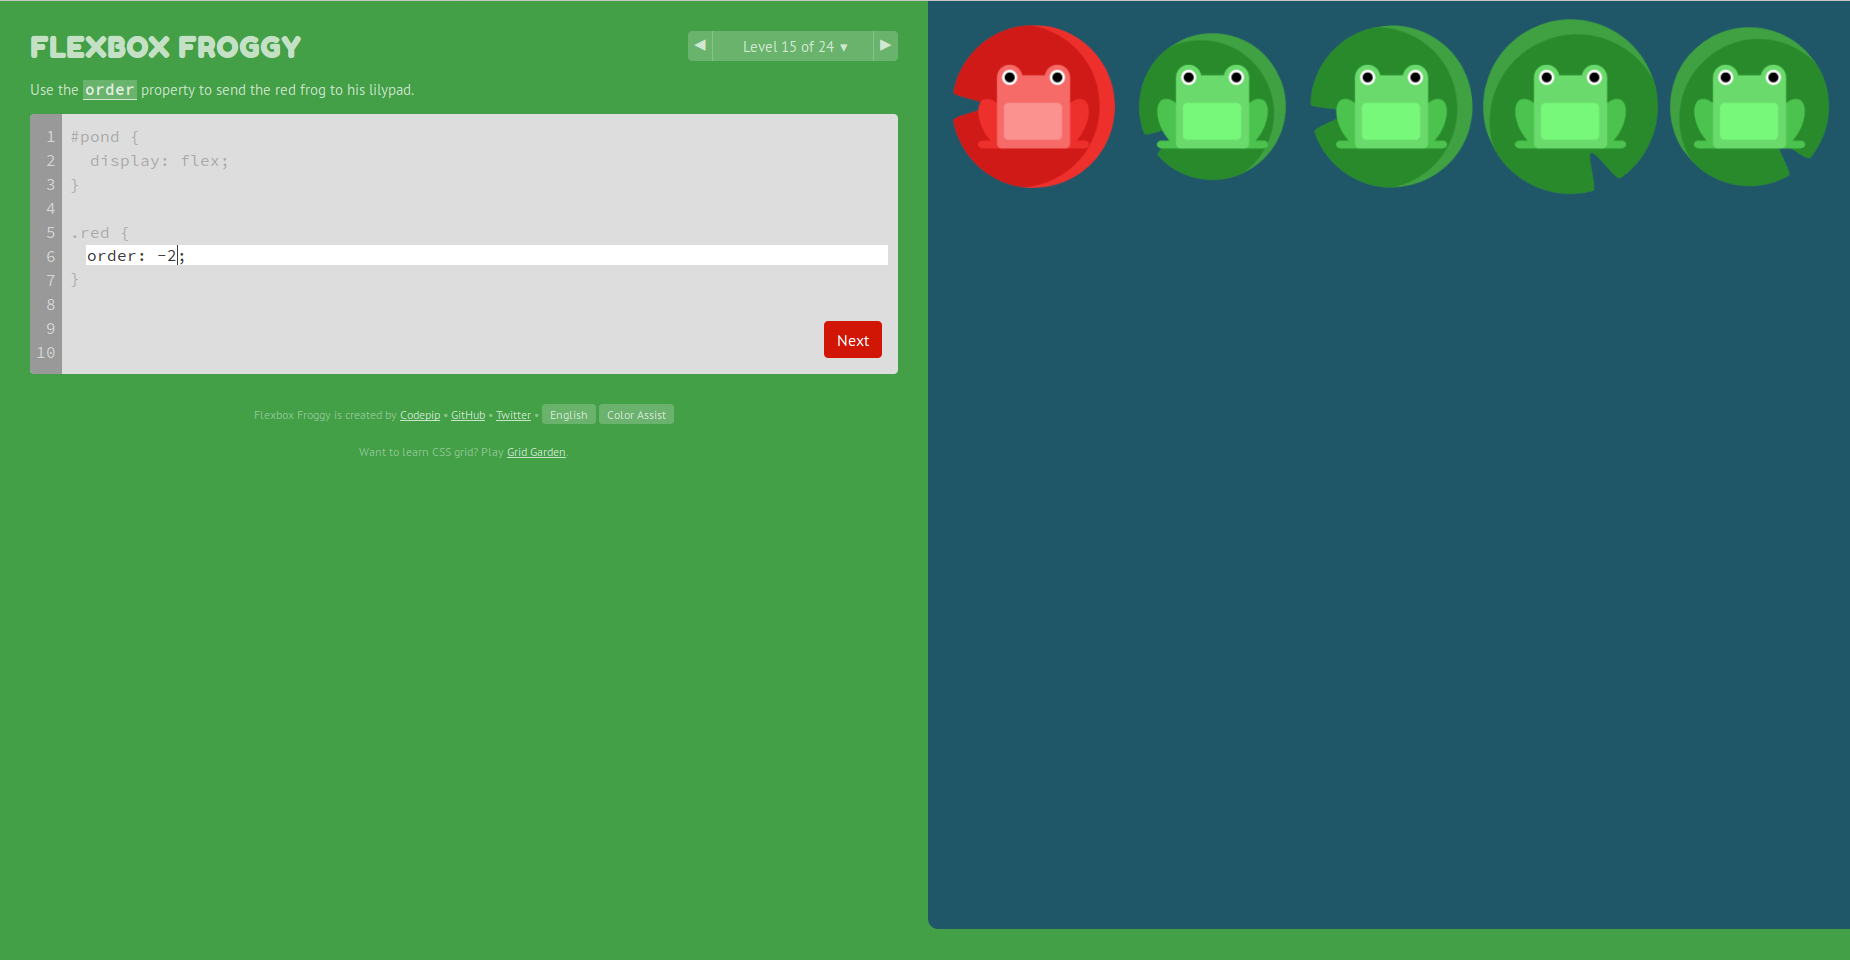 FLEXBOX FROGGY
◀ Level 15 of 24 ▾ ▶
Use the order property to send the red frog to his lilypad.
1 #pond {
2   display: flex;
3 }
4
5 .red {
6   order: -2;
7 }
8
9
10
Next
Flexbox Froggy is created by Codepip • GitHub • Twitter • English Color Assist
Want to learn CSS grid? Play Grid Garden.